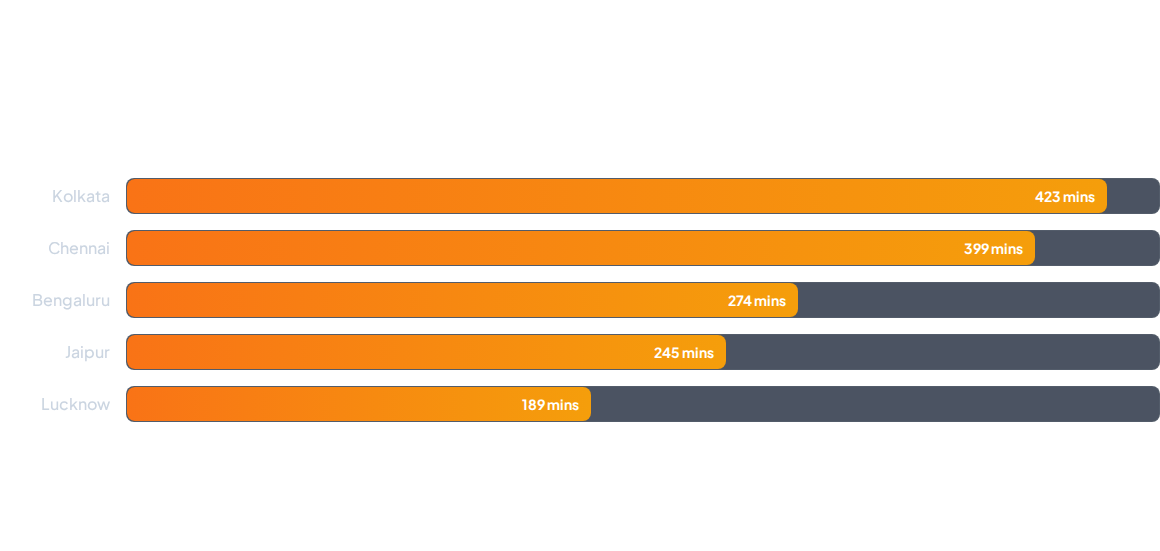 Kolkata 423 mins
Chennai 399 mins
Bengaluru 274 mins
Jaipur 245 mins
Lucknow 189 mins